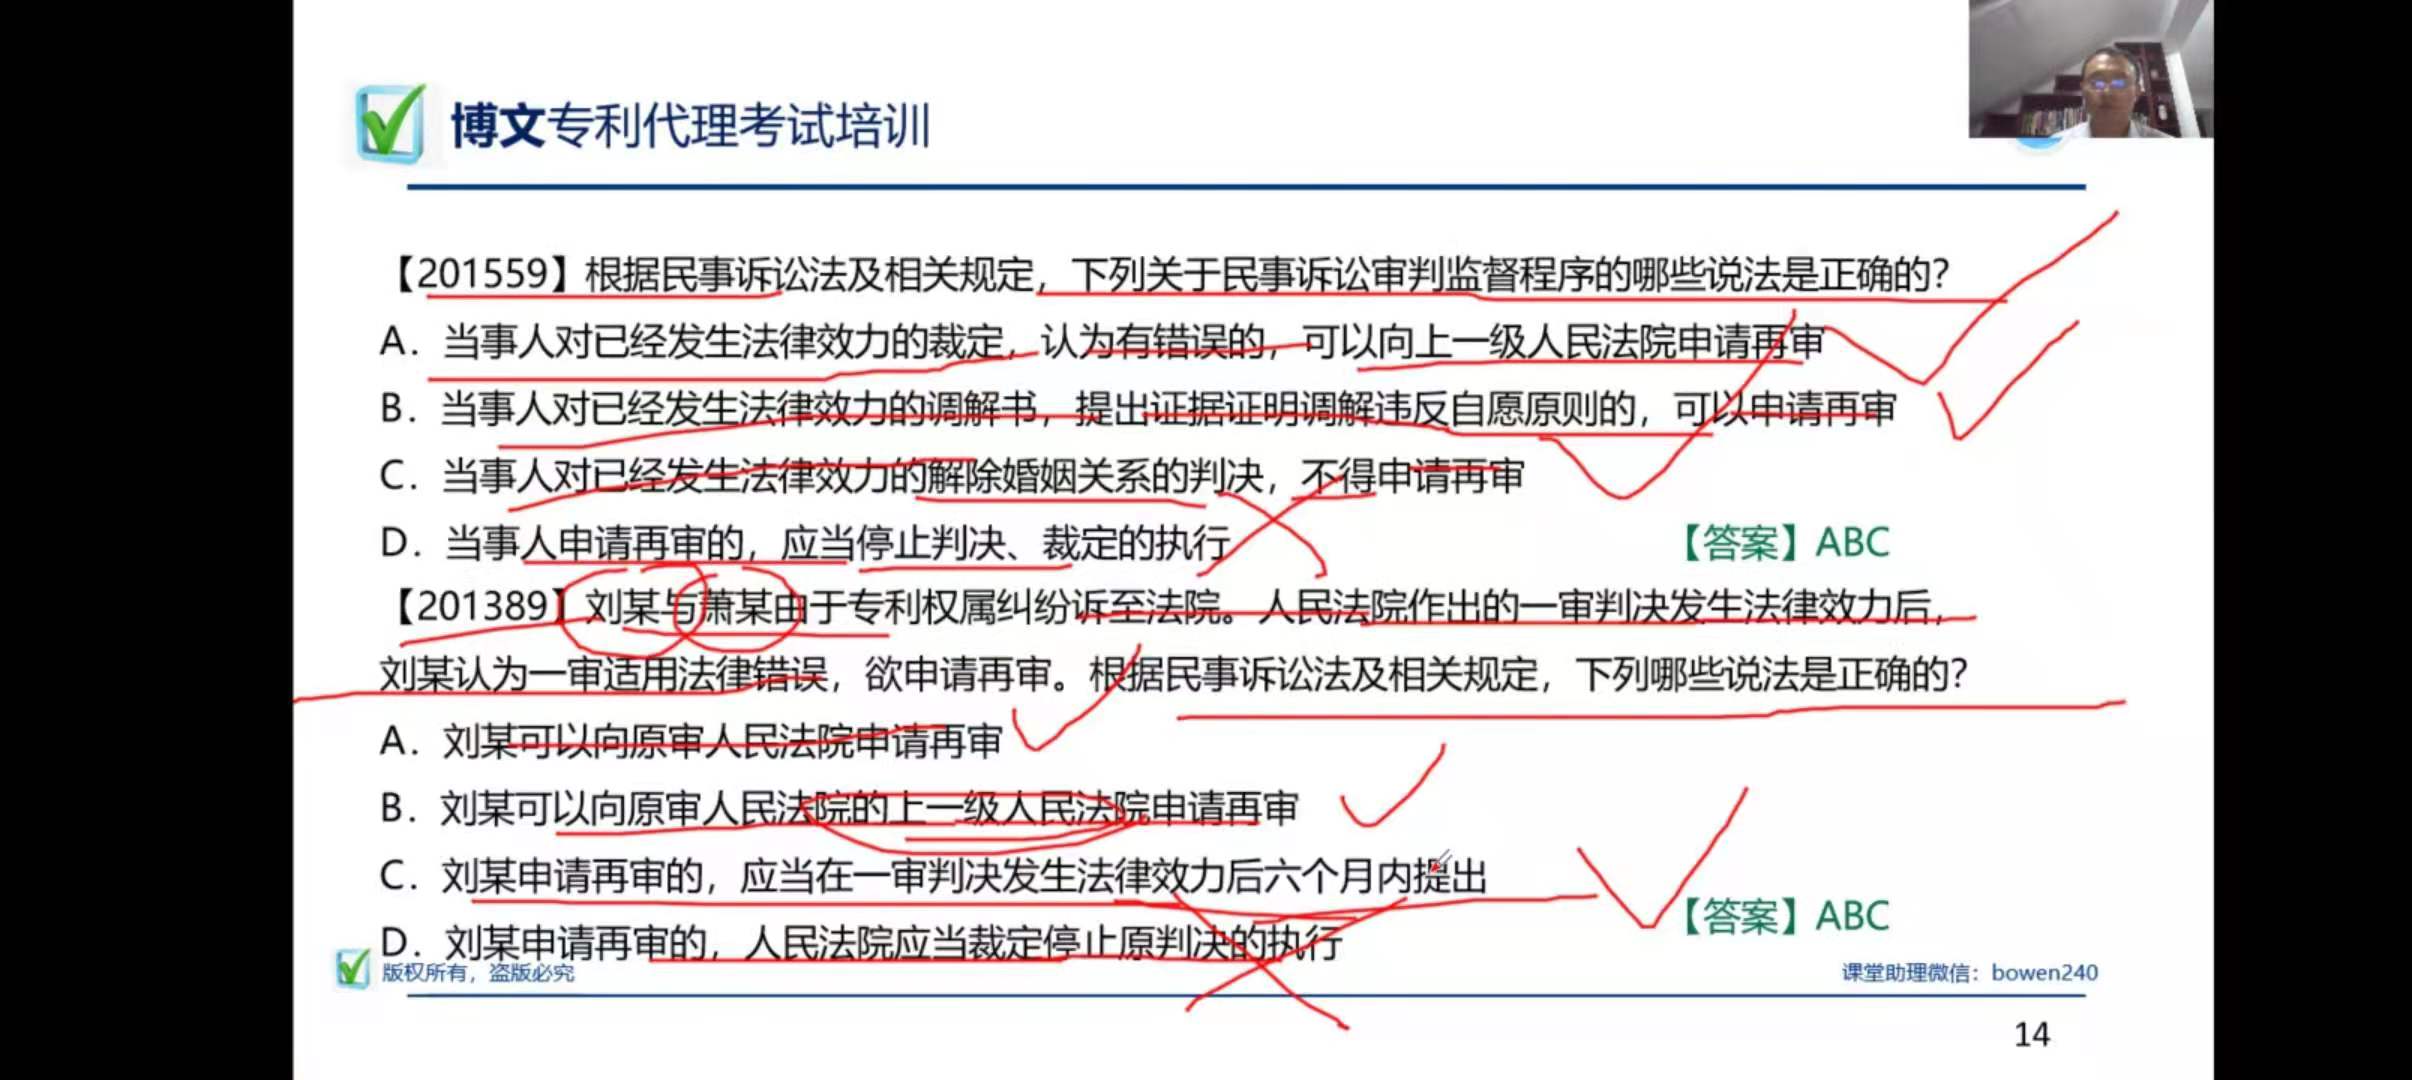 博文专利代理考试培训
【201559】根据民事诉讼法及相关规定，下列关于民事诉讼审判监督程序的哪些说法是正确的？
A．当事人对已经发生法律效力的裁定，认为有错误的，可以向上一级人民法院申请再审
B．当事人对已经发生法律效力的调解书，提出证据证明调解违反自愿原则的，可以申请再审
C．当事人对已经发生法律效力的解除婚姻关系的判决，不得申请再审
D．当事人申请再审的，应当停止判决、裁定的执行 【答案】ABC
【201389】刘某与萧某由于专利权属纠纷诉至法院。人民法院作出的一审判决发生法律效力后，
刘某认为一审适用法律错误，欲申请再审。根据民事诉讼法及相关规定，下列哪些说法是正确的？
A．刘某可以向原审人民法院申请再审
B．刘某可以向原审人民法院的上一级人民法院申请再审
C．刘某申请再审的，应当在一审判决发生法律效力后六个月内提出
【答案】ABC
D．刘某申请再审的，人民法院应当裁定停止原判决的执行
版权所有，盗版必究 课堂助理微信：bowen240
14